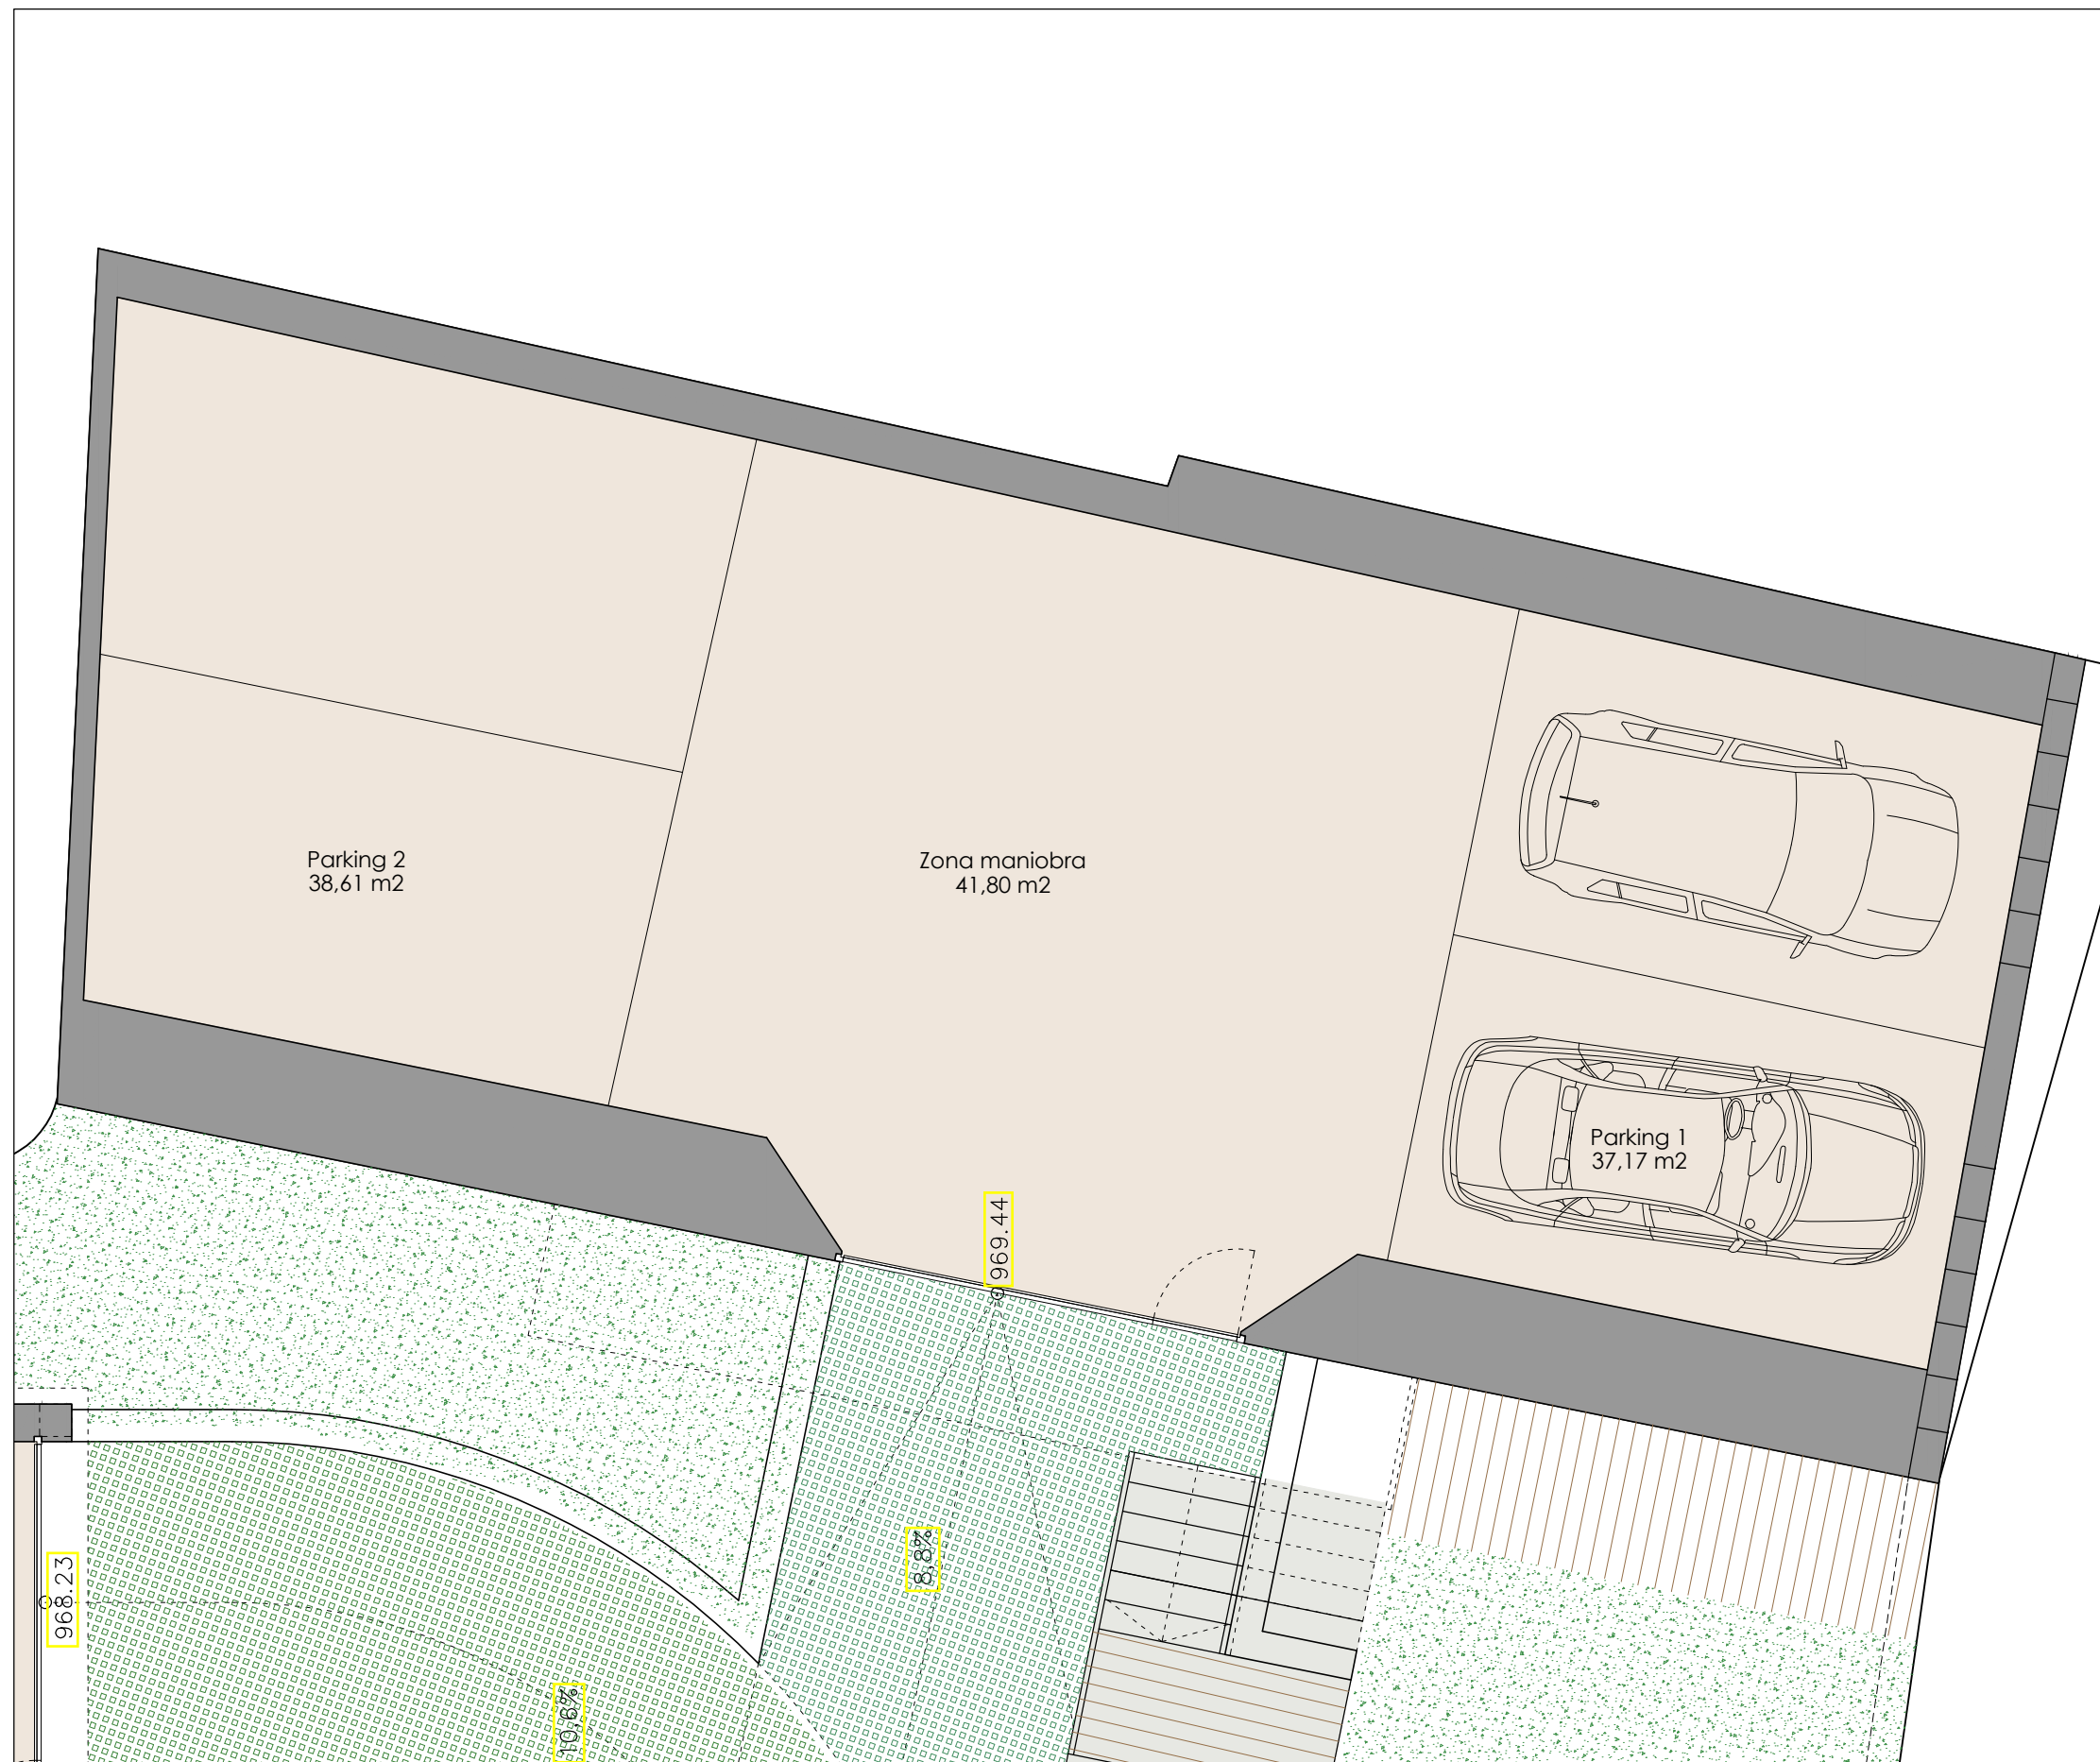 Parking 2
38,61 m2
Zona maniobra
41,80 m2
Parking 1
37,17 m2
969.44
8,8%
968.23
10,6%